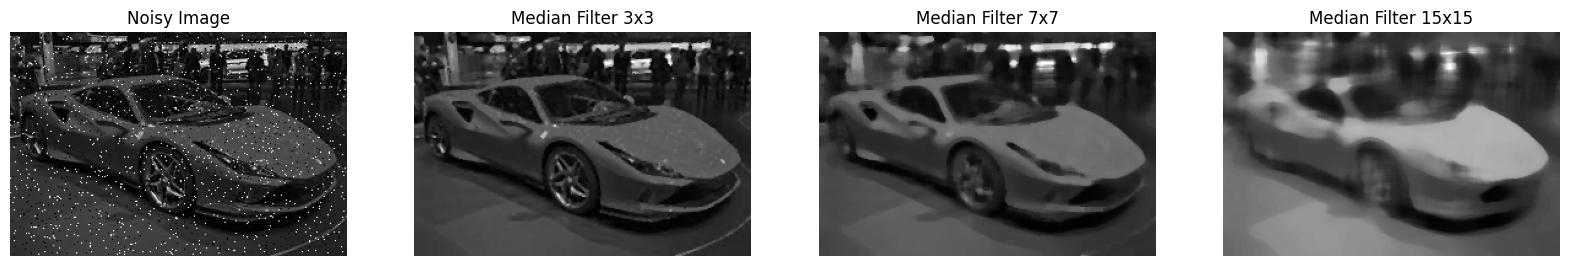 Noisy Image
Median Filter 3x3
Median Filter 7x7
Median Filter 15x15